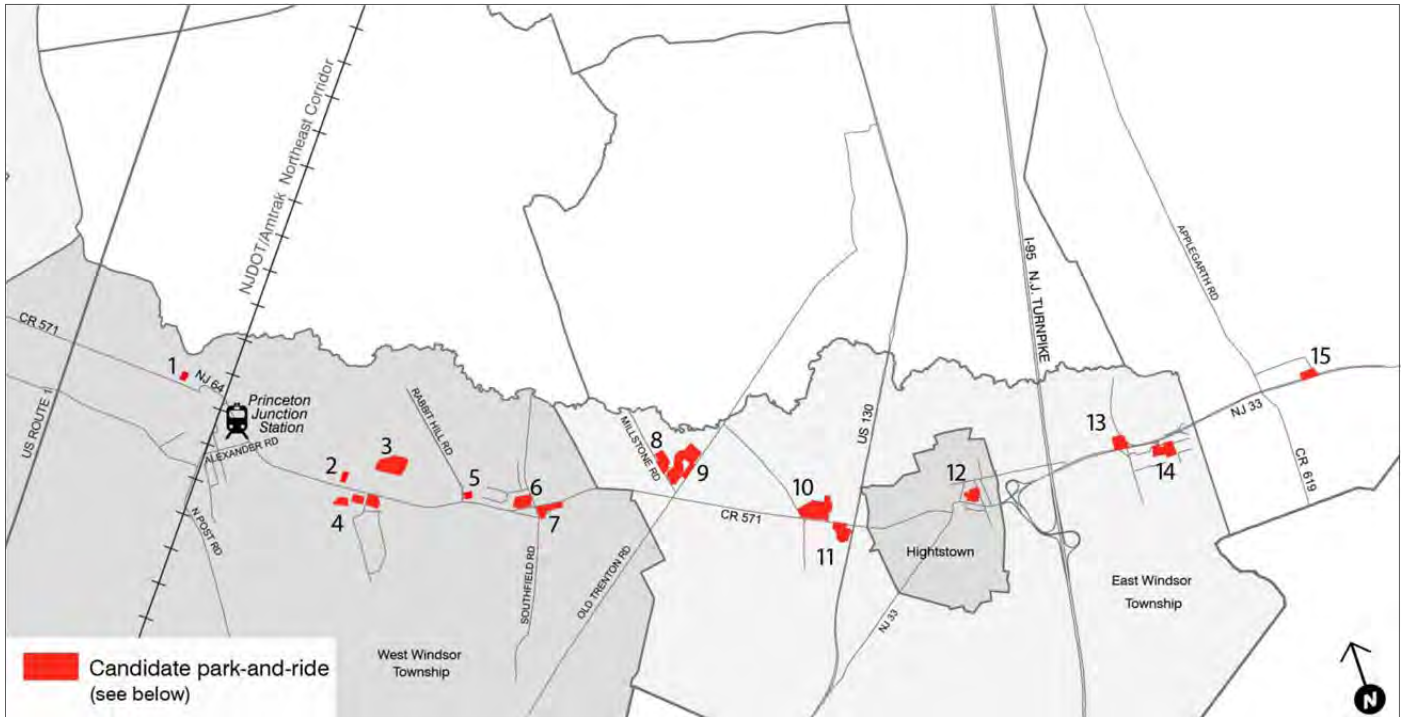 NJDOT/Amtrak Northeast Corridor
US ROUTE 1
CR 571
NJ 64
1
Princeton
Junction
Station
ALEXANDER RD
N POST RD
2
3
4
RABBIT HILL RD
5
6
7
SOUTHFIELD RD
OLD TRENTON RD
MILLSTONE RD
8
9
CR 571
10
11
US 130
12
Hightstown
NJ 33
I-95 N.J. TURNPIKE
13
14
East Windsor
Township
APPLEGARTH RD
15
NJ 33
CR 619
West Windsor
Township
Candidate park-and-ride
(see below)
N